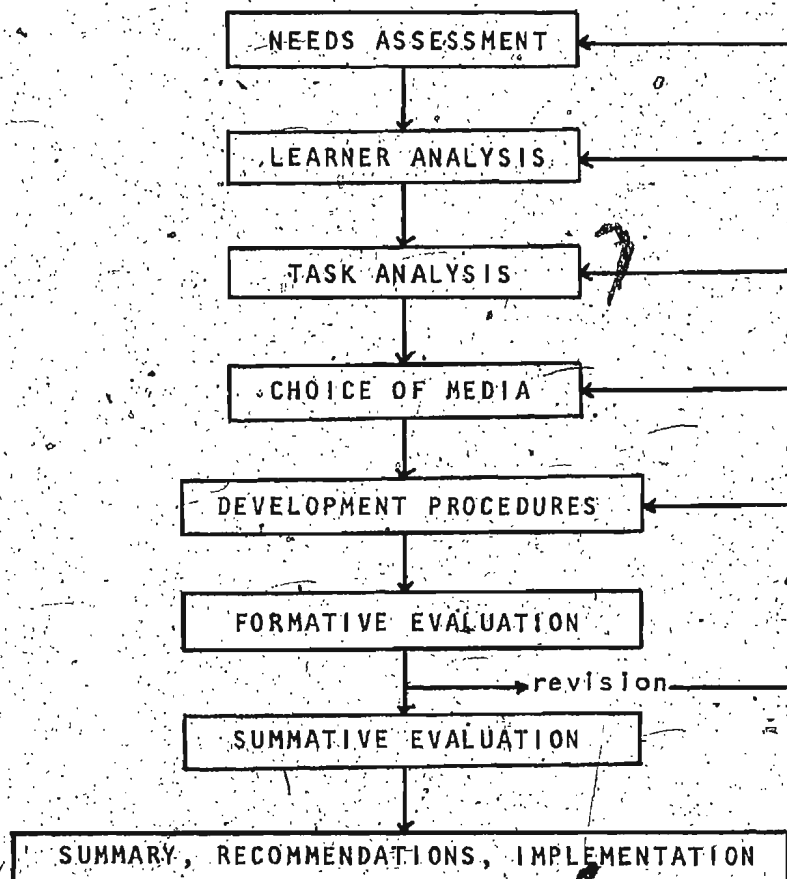 NEEDS ASSESSMENT
LEARNER ANALYSIS
TASK ANALYSIS
CHOICE OF MEDIA
DEVELOPMENT PROCEDURES
FORMATIVE EVALUATION
revision
SUMMATIVE EVALUATION
SUMMARY, RECOMMENDATIONS, IMPLEMENTATION